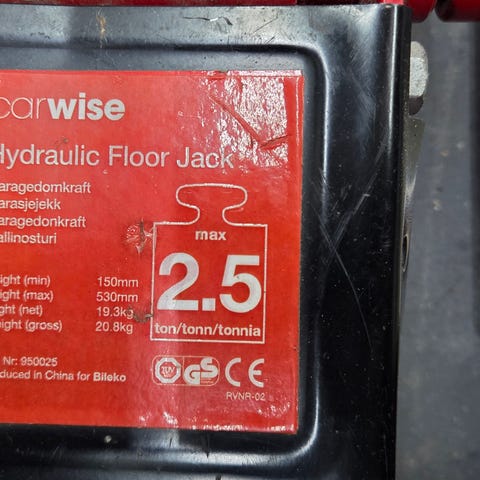 carwise
Hydraulic Floor Jack
aragedomkraft
arasjejekk
aragedonkraft
allinosturi
max
2.5
ton/tonn/tonnia
ight (min) 150mm
ight (max) 530mm
ght (net) 19.3kg
eight (gross) 20.8kg
Nr: 950025
duced in China for Bileko
TÜV GS CE
RVNR-02